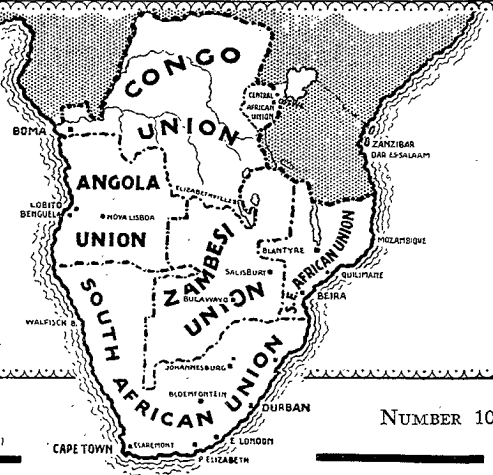 CONGO
UNION
CENTRAL
AFRICAN
UNION
BOMA
ZANZIBAR
DAR ES SALAAM
ANGOLA
UNION
ELIZABETHVILLE
LOBITO
BENGUELA
NOVA LISBOA
ZAMBESI
UNION
BLANTYRE
S.E. AFRICAN UNION
MOZAMBIQUE
QUILIMANE
SALISBURY
BULAWAYO
BEIRA
WALFISCH B.
SOUTH AFRICAN UNION
JOHANNESBURG
BLOEMFONTEIN
DURBAN
NUMBER 10
CAPE TOWN
CLAREMONT
E LONDON
P ELIZABETH